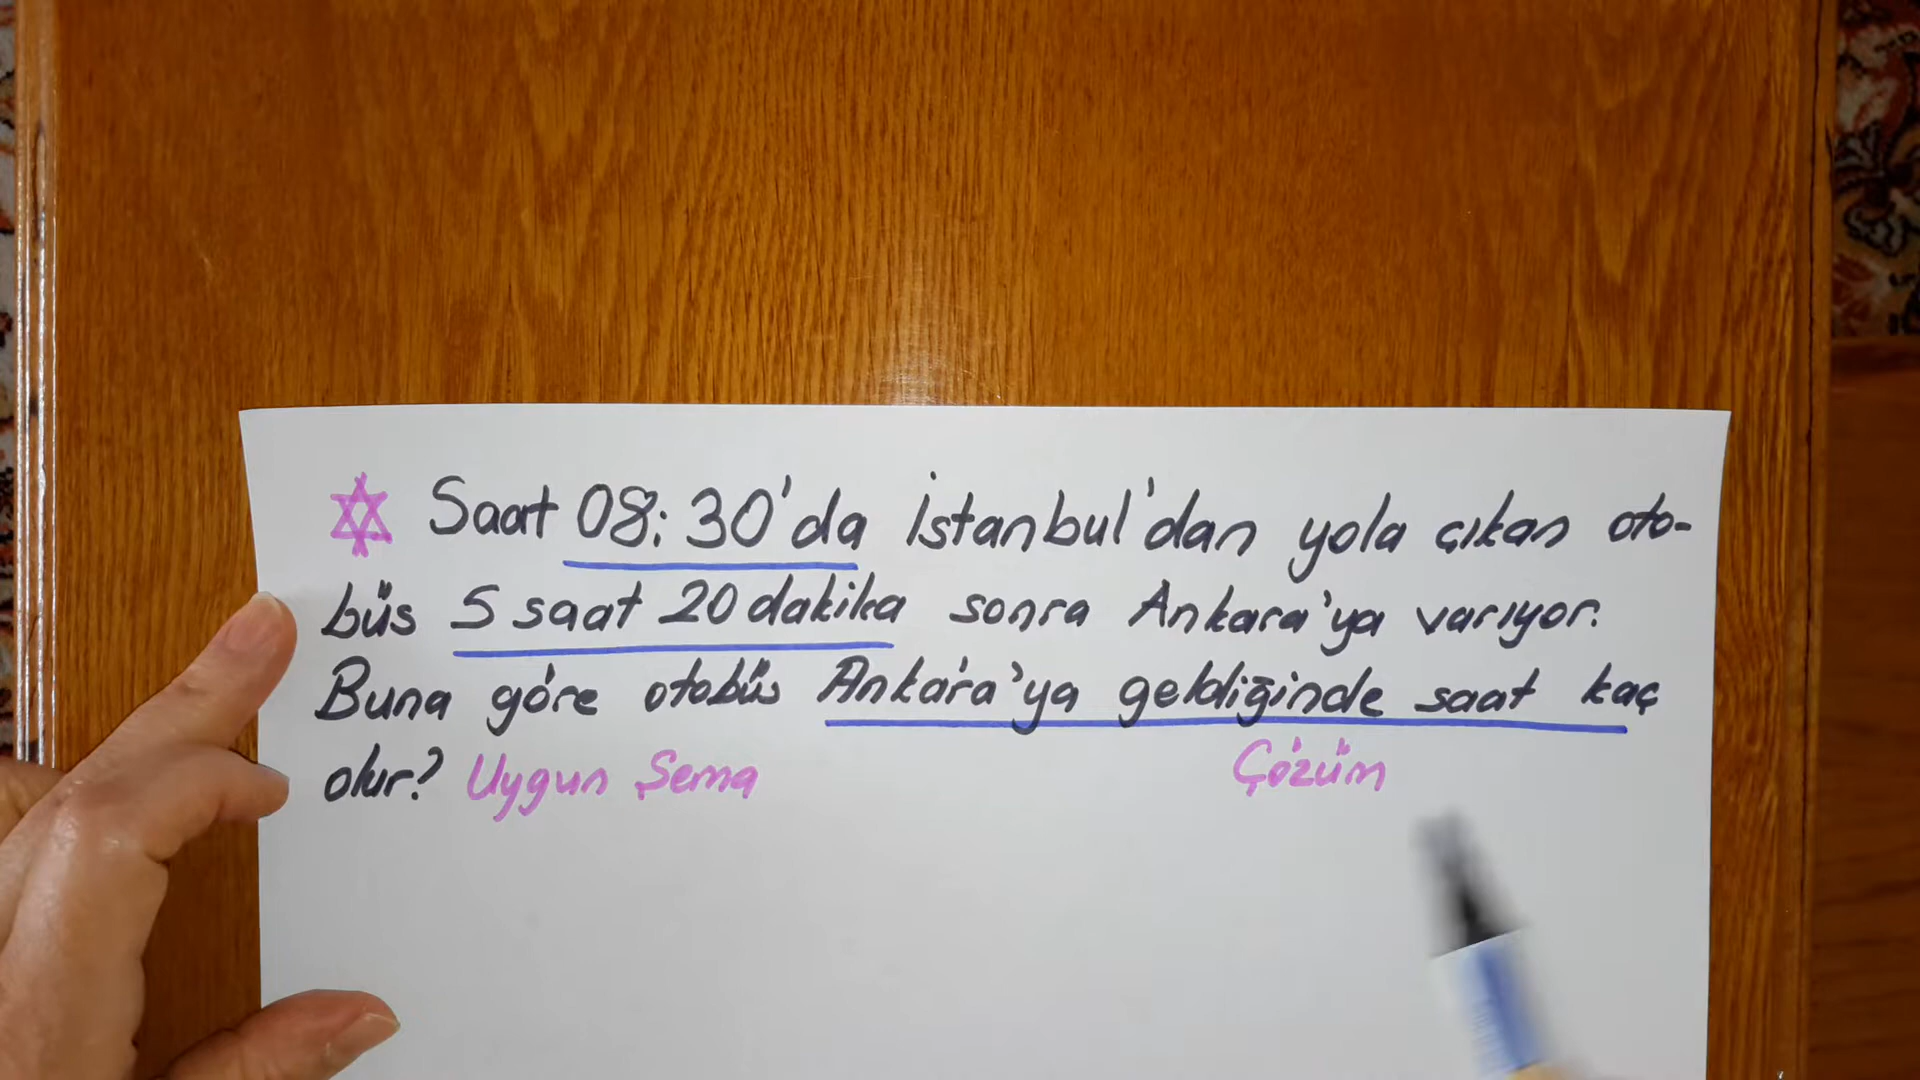 Saat 08:30'da İstanbul'dan yola çıkan oto-
büs 5 saat 20 dakika sonra Ankara'ya varıyor.
Buna göre otobüs Ankara'ya geldiğinde saat kaç
olur? Uygun Şema Çözüm